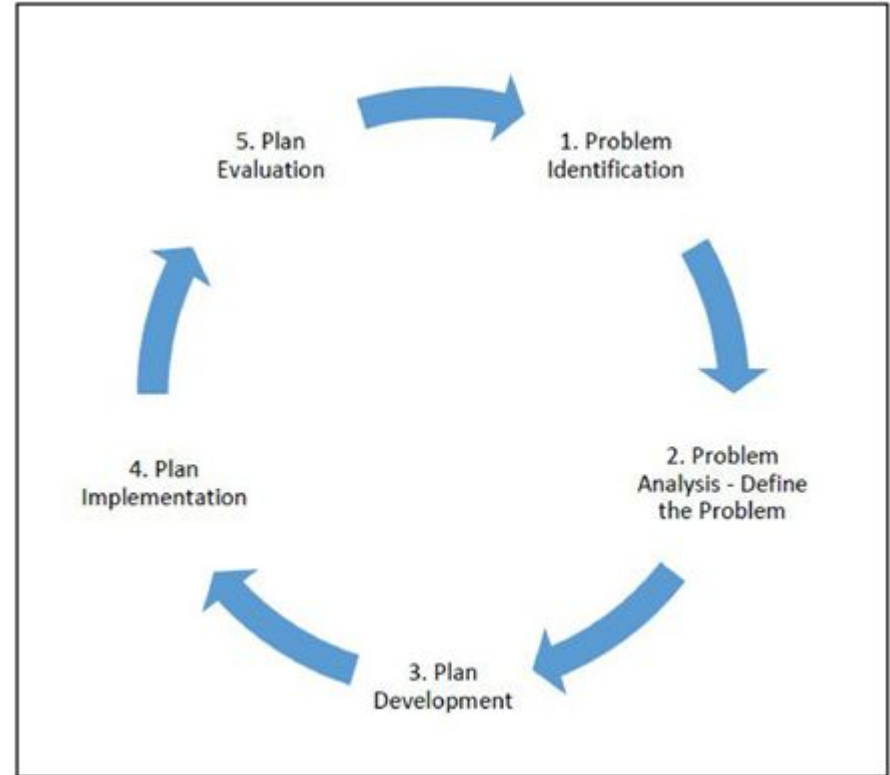 1. Problem
Identification
2. Problem
Analysis - Define
the Problem
3. Plan
Development
4. Plan
Implementation
5. Plan
Evaluation